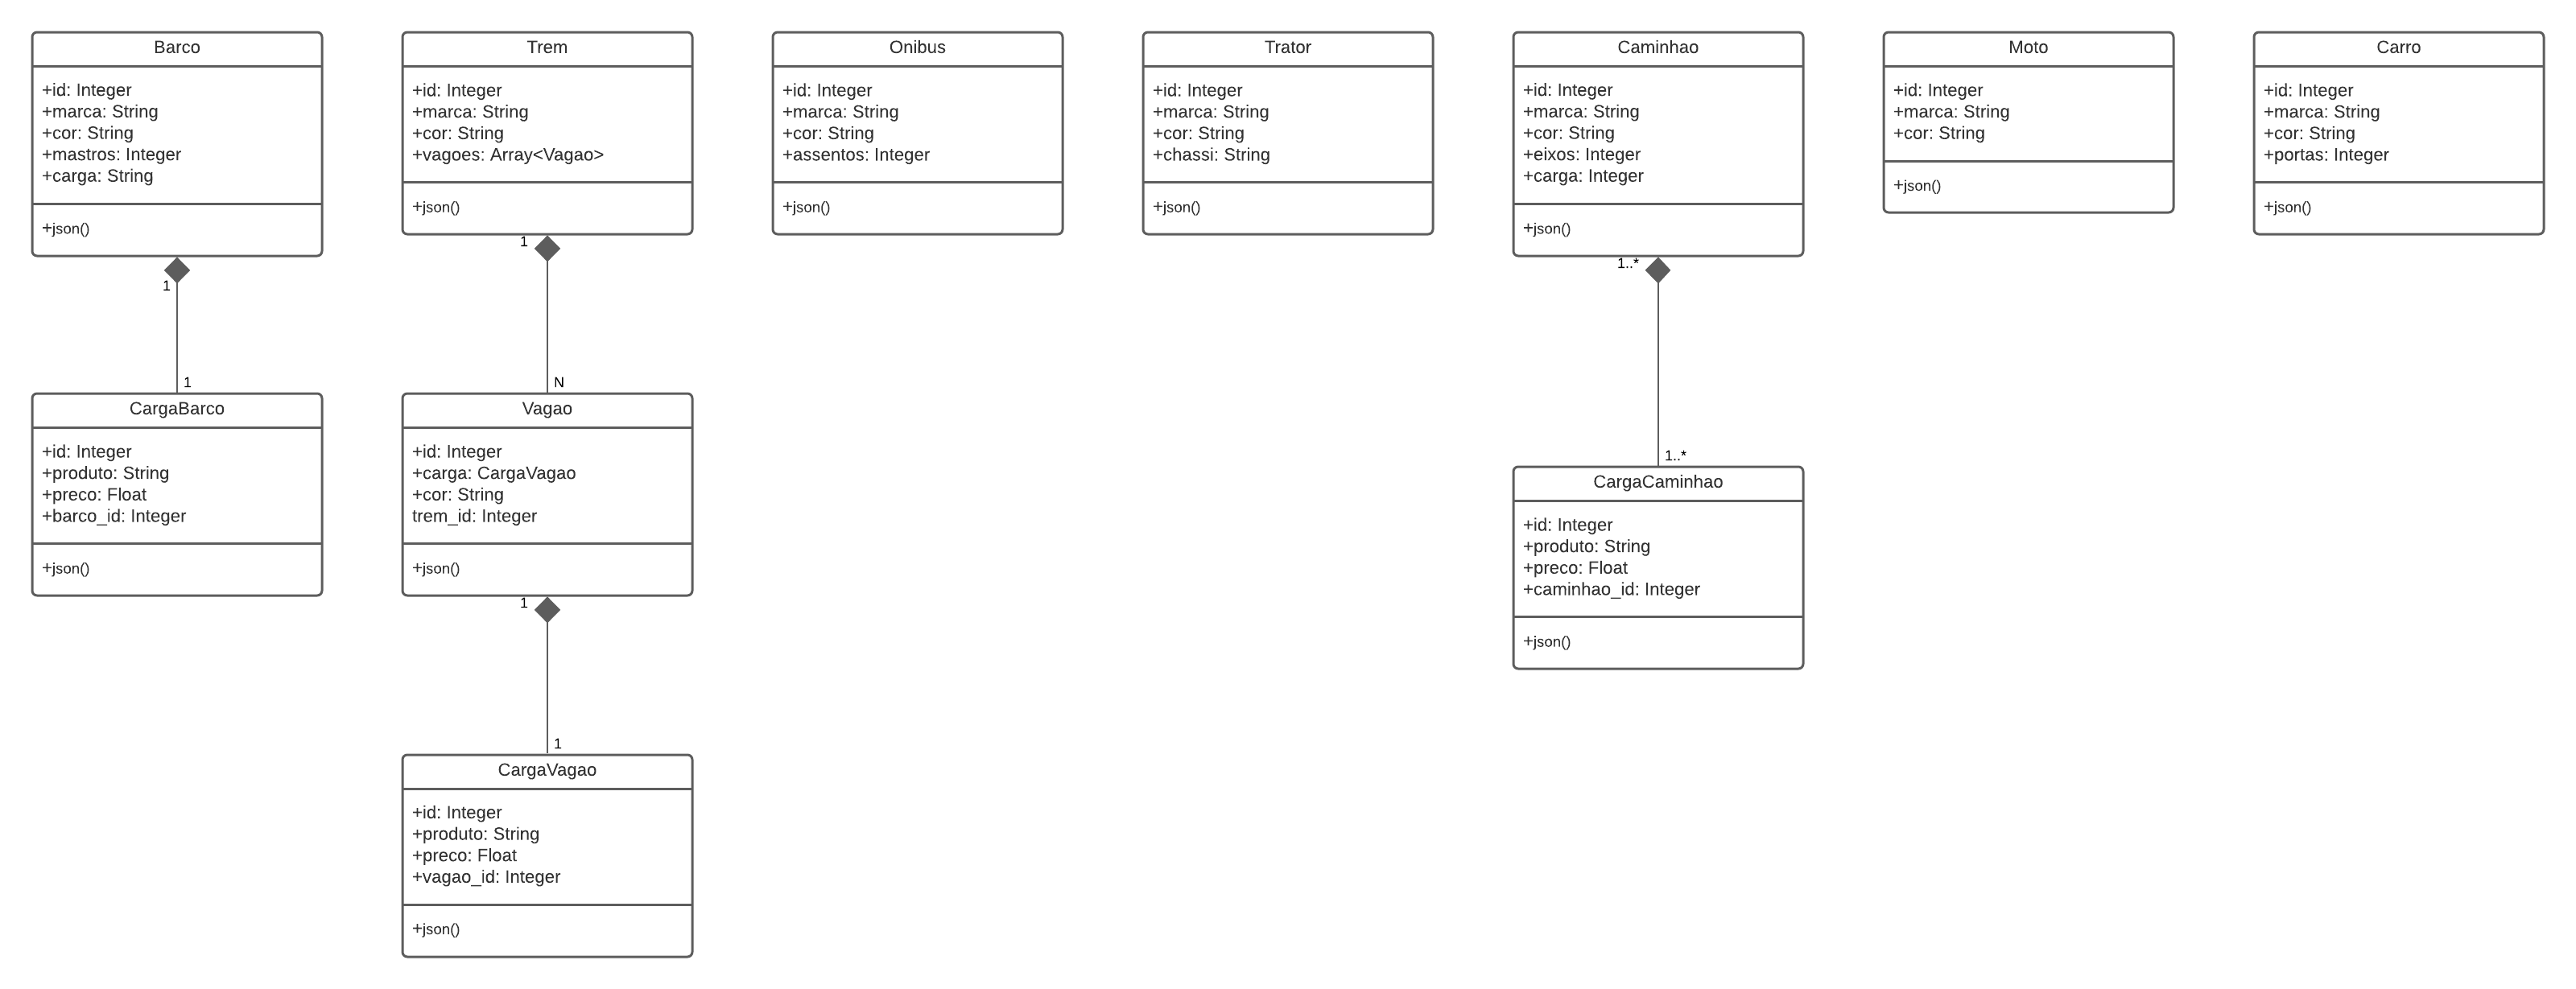 Barco
+id: Integer
+marca: String
+cor: String
+mastros: Integer
+carga: String
+json()
1
1
CargaBarco
+id: Integer
+produto: String
+preco: Float
+barco_id: Integer
+json()
Trem
+id: Integer
+marca: String
+cor: String
+vagoes: Array<Vagao>
+json()
1
N
Vagao
+id: Integer
+carga: CargaVagao
+cor: String
trem_id: Integer
+json()
1
1
CargaVagao
+id: Integer
+produto: String
+preco: Float
+vagao_id: Integer
+json()
Onibus
+id: Integer
+marca: String
+cor: String
+assentos: Integer
+json()
Trator
+id: Integer
+marca: String
+cor: String
+chassi: String
+json()
Caminhao
+id: Integer
+marca: String
+cor: String
+eixos: Integer
+carga: Integer
+json()
1..*
1..*
CargaCaminhao
+id: Integer
+produto: String
+preco: Float
+caminhao_id: Integer
+json()
Moto
+id: Integer
+marca: String
+cor: String
+json()
Carro
+id: Integer
+marca: String
+cor: String
+portas: Integer
+json()